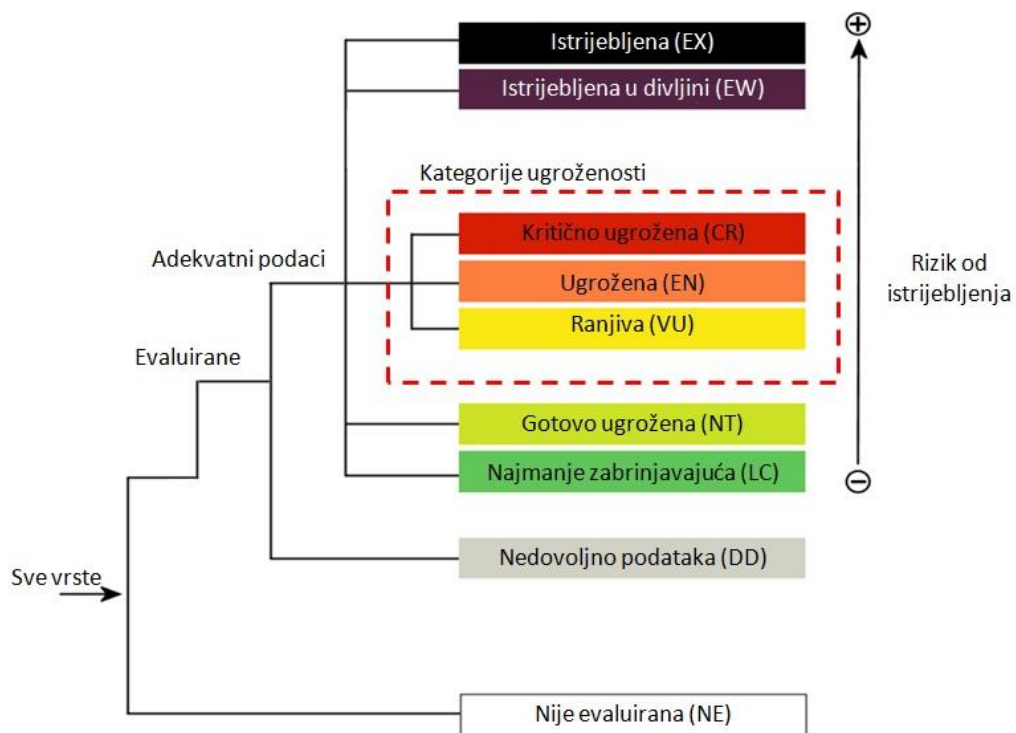 Istrijebljena (EX)
Istrijebljena u divljini (EW)
Kategorije ugroženosti
Kritično ugrožena (CR)
Adekvatni podaci
Ugrožena (EN)
Rizik od
istrijebljenja
Ranjiva (VU)
Evaluirane
Gotovo ugrožena (NT)
Najmanje zabrinjavajuća (LC)
Nedovoljno podataka (DD)
Sve vrste
Nije evaluirana (NE)